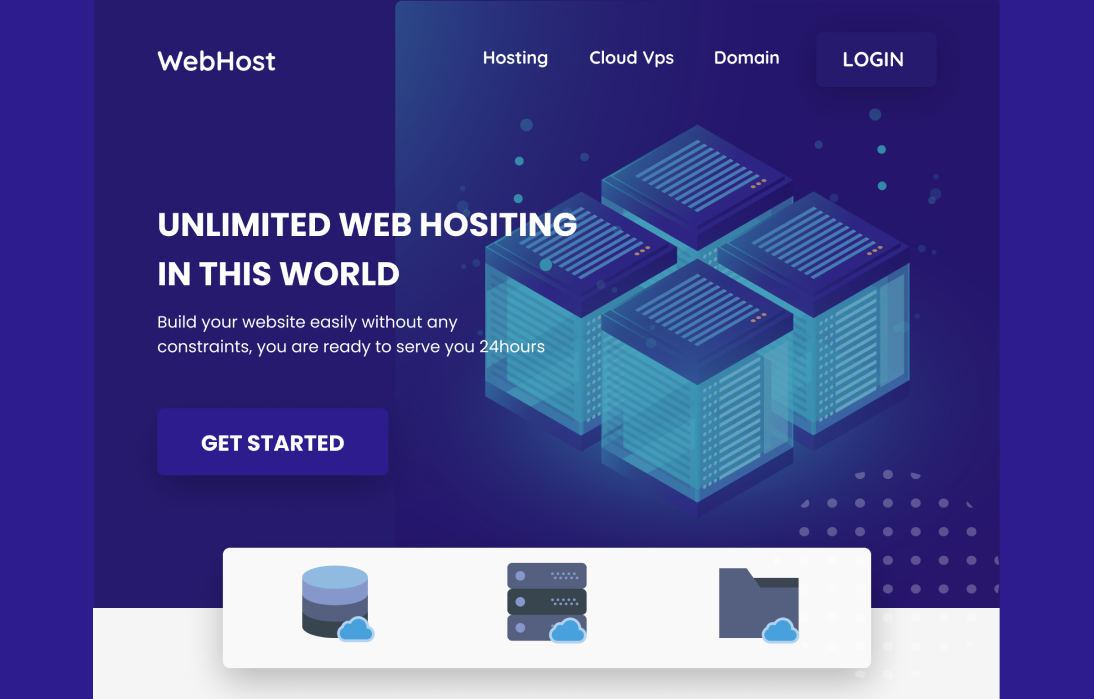 WebHost
Hosting
Cloud Vps
Domain
LOGIN
UNLIMITED WEB HOSITING
IN THIS WORLD
Build your website easily without any
constraints, you are ready to serve you 24hours
GET STARTED